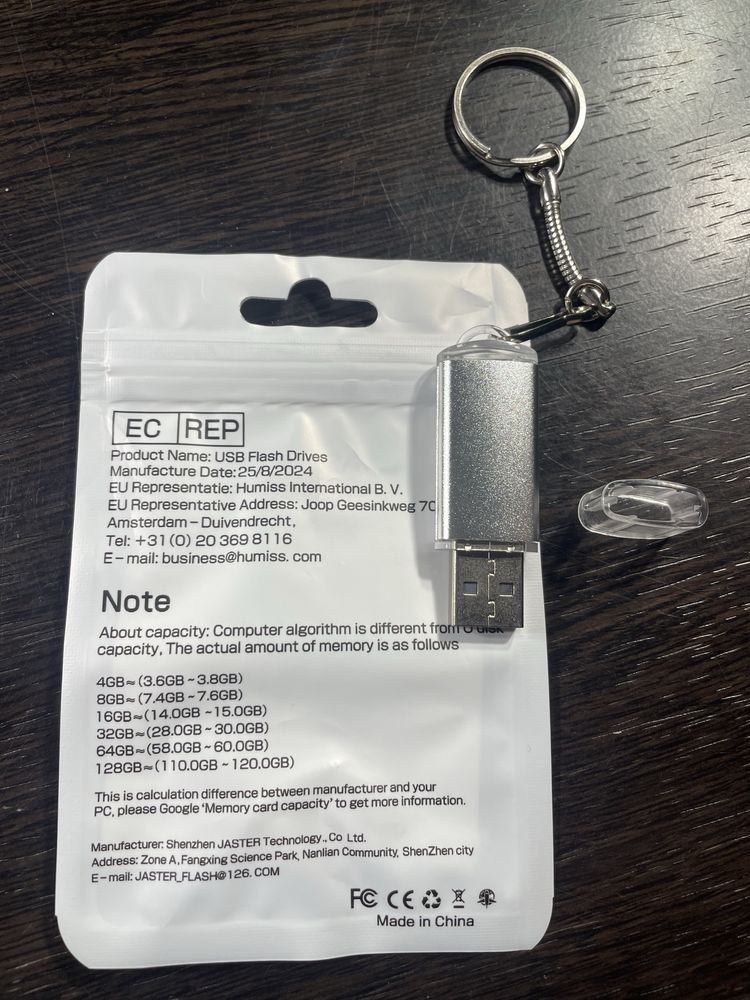 EC REP
Product Name: USB Flash Drives
Manufacture Date: 25/8/2024
EU Representatie: Humiss International B. V.
EU Representative Address: Joop Geesinkweg 70
Amsterdam – Duivendrecht,
Tel: +31 (0) 20 369 8116
E – mail: business@humiss. com
Note
About capacity: Computer algorithm is different from U disk
capacity, The actual amount of memory is as follows
4GB≈(3.6GB ~ 3.8GB)
8GB≈(7.4GB ~ 7.6GB)
16GB≈(14.0GB ~ 15.0GB)
32GB≈(28.0GB ~ 30.0GB)
64GB≈(58.0GB ~ 60.0GB)
128GB≈(110.0GB ~ 120.0GB)
This is calculation difference between manufacturer and your
PC, please Google ‘Memory card capacity’ to get more information.
Manufacturer: Shenzhen JASTER Technology., Co Ltd.
Address: Zone A, Fangxing Science Park, Nanlian Community, ShenZhen city
E – mail: JASTER_FLASH@126. COM
FC CE
Made in China